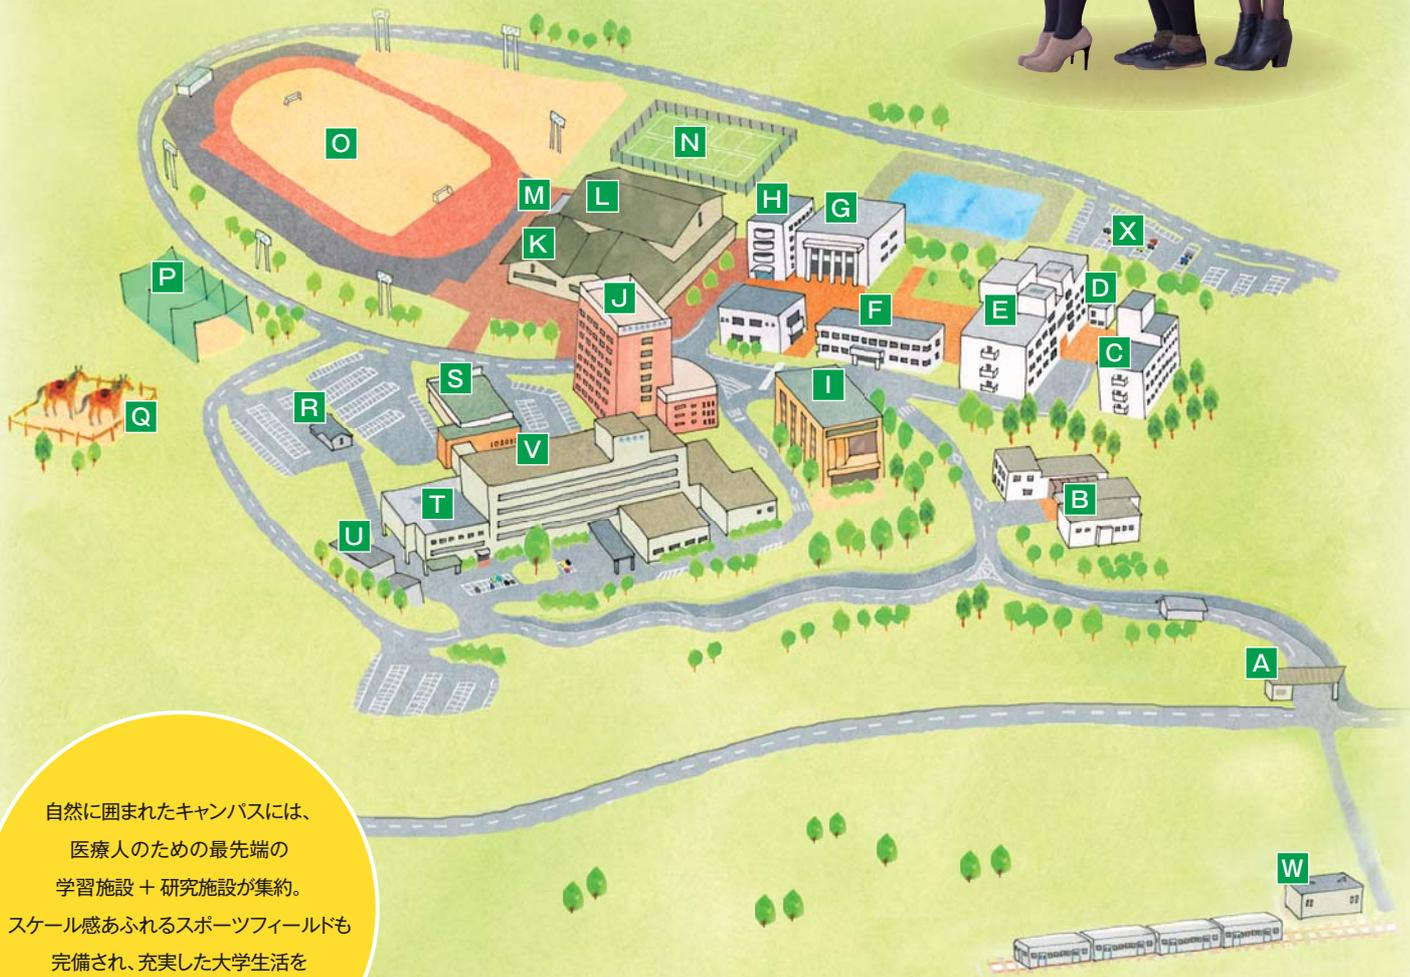 O
N
M
L
H
G
K
X
P
J
D
F
E
C
S
I
Q
R
V
B
T
U
A
W
自然に囲まれたキャンパスには、
医療人のための最先端の
学習施設 + 研究施設が集約。
スケール感あふれるスポーツフィールドも
完備され、充実した大学生活を